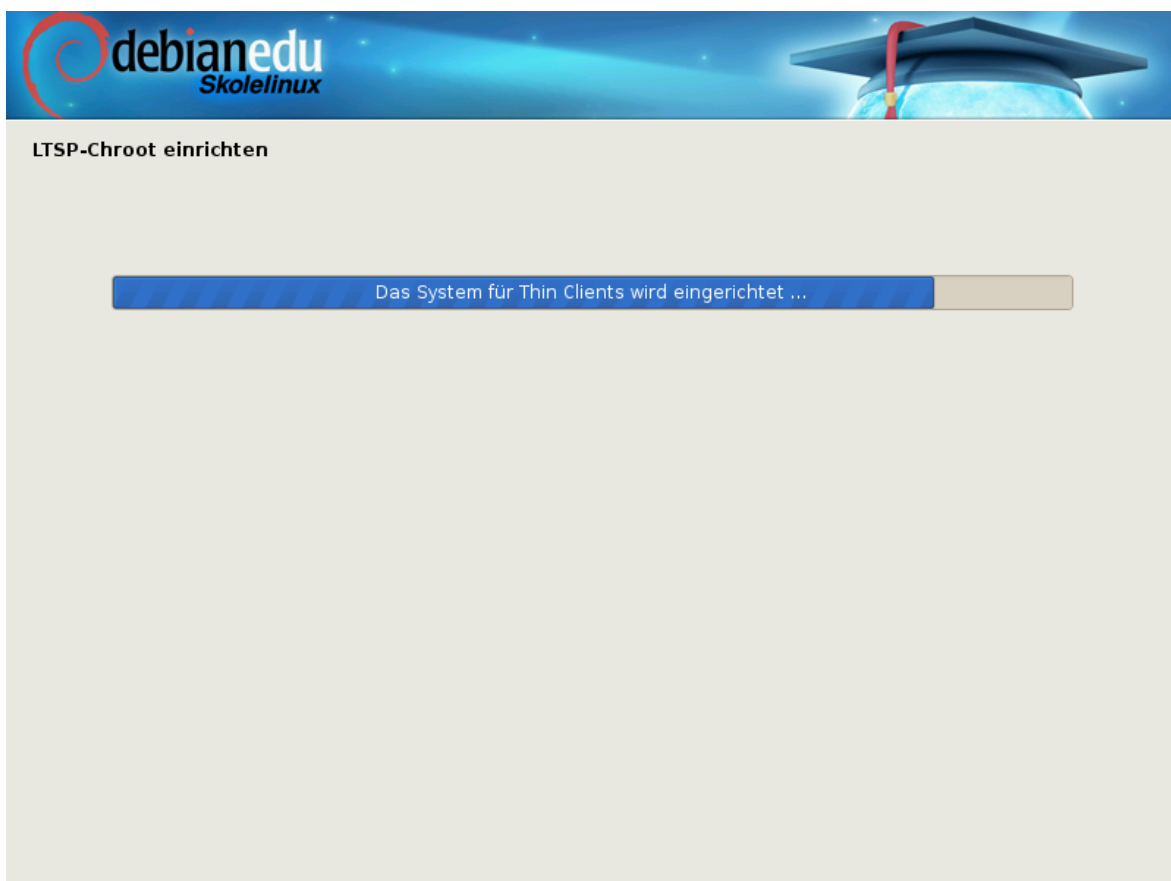 debianedu
Skolelinux
LTSP-Chroot einrichten
Das System für Thin Clients wird eingerichtet ...